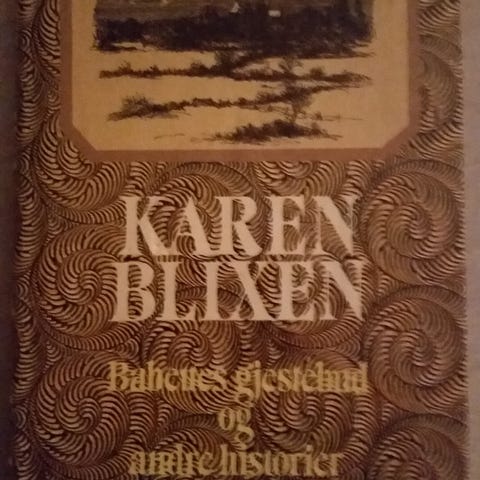 KAREN
BLIXEN
Babettes gjestebud
og
andre historier